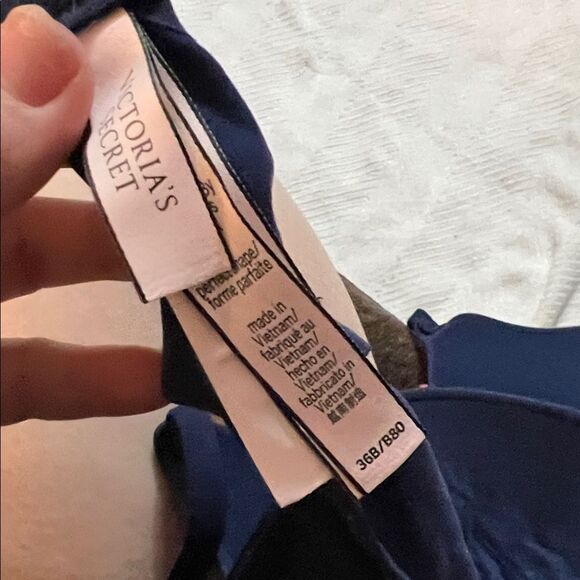 VICTORIA'S
SECRET
perfect shape/
forme parfaite
made in
Vietnam/
fabriqué au
Vietnam/
hecho en
Vietnam/
fabbricato in
Vietnam/
越南制造
36B/B80